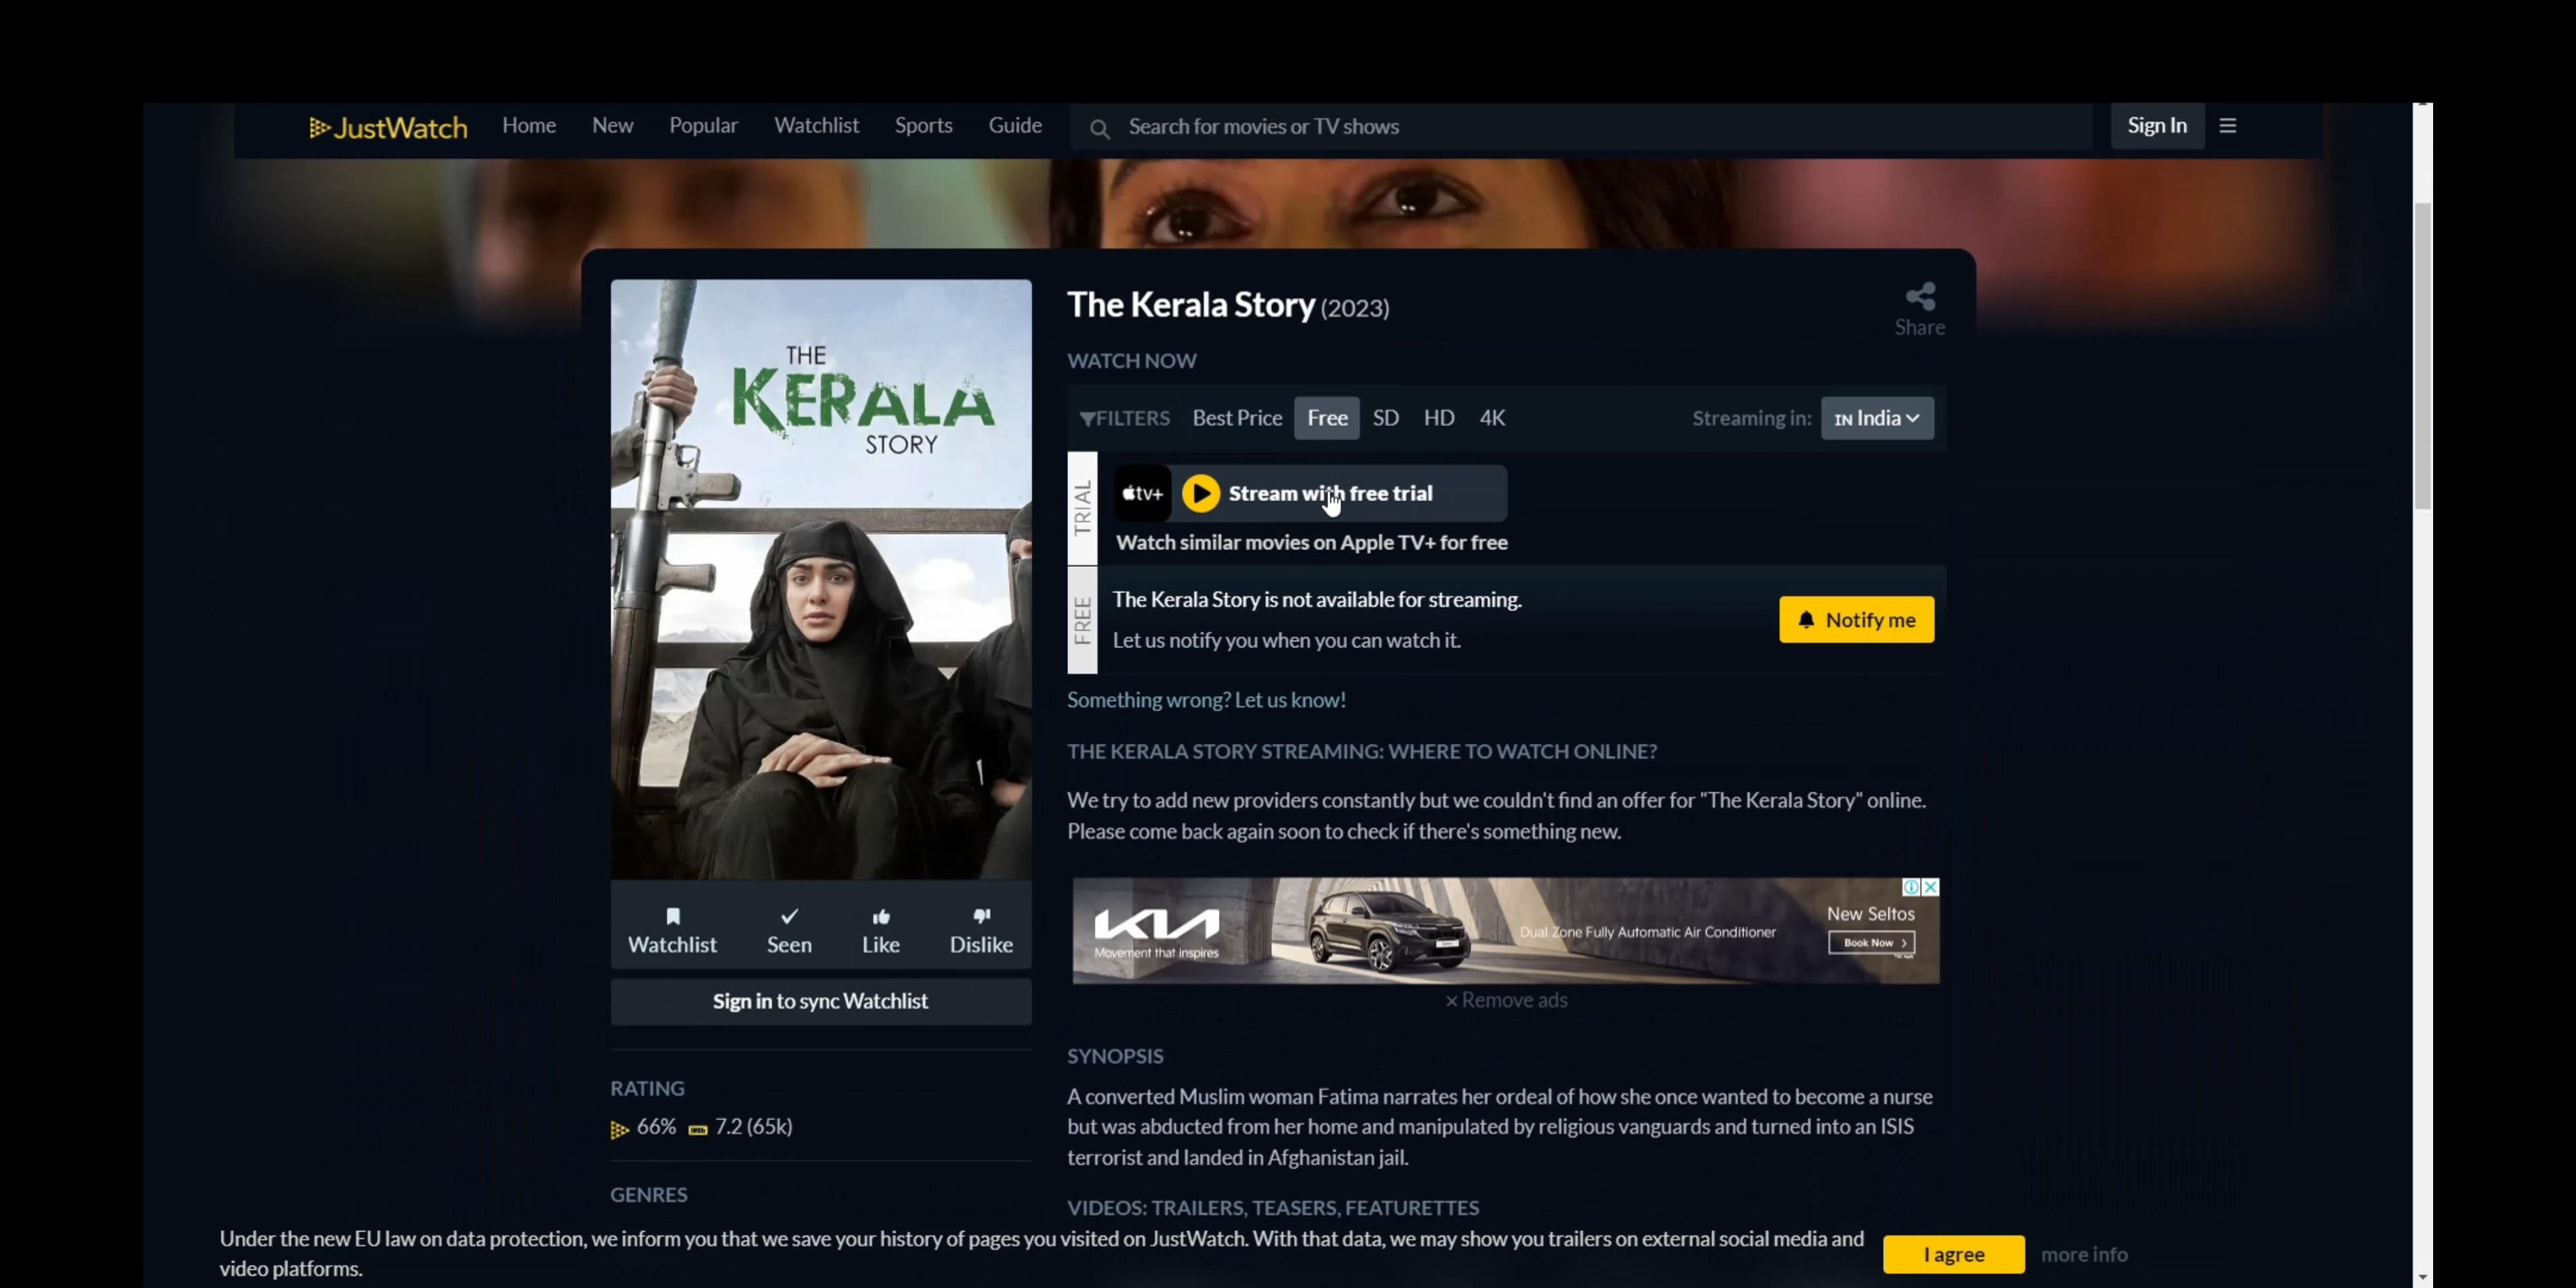 JustWatch Home New Popular Watchlist Sports Guide Search for movies or TV shows Sign In
THE
KERALA
STORY
Watchlist Seen Like Dislike
Sign in to sync Watchlist
RATING
66% IMDb 7.2 (65k)
GENRES
The Kerala Story (2023)
Share
WATCH NOW
FILTERS Best Price Free SD HD 4K Streaming in: IN India
TRIAL
tv+ Stream with free trial
Watch similar movies on Apple TV+ for free
FREE
The Kerala Story is not available for streaming.
Let us notify you when you can watch it.
Notify me
Something wrong? Let us know!
THE KERALA STORY STREAMING: WHERE TO WATCH ONLINE?
We try to add new providers constantly but we couldn't find an offer for "The Kerala Story" online.
Please come back again soon to check if there's something new.
KIA
Movement that inspires
Dual Zone Fully Automatic Air Conditioner
New Seltos
Book Now >
× Remove ads
SYNOPSIS
A converted Muslim woman Fatima narrates her ordeal of how she once wanted to become a nurse
but was abducted from her home and manipulated by religious vanguards and turned into an ISIS
terrorist and landed in Afghanistan jail.
VIDEOS: TRAILERS, TEASERS, FEATURETTES
Under the new EU law on data protection, we inform you that we save your history of pages you visited on JustWatch. With that data, we may show you trailers on external social media and
video platforms.
I agree more info